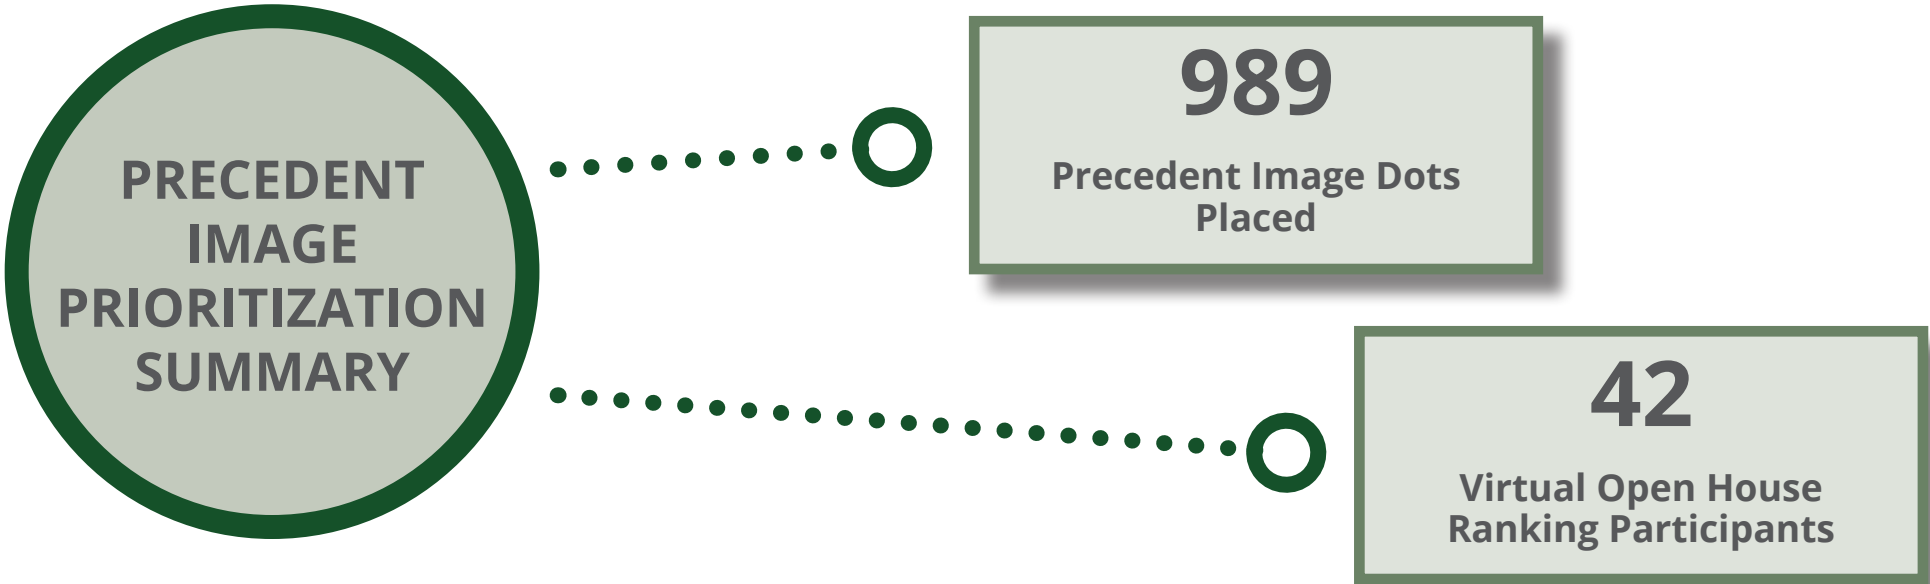 PRECEDENT
IMAGE
PRIORITIZATION
SUMMARY
989
Precedent Image Dots
Placed
42
Virtual Open House
Ranking Participants